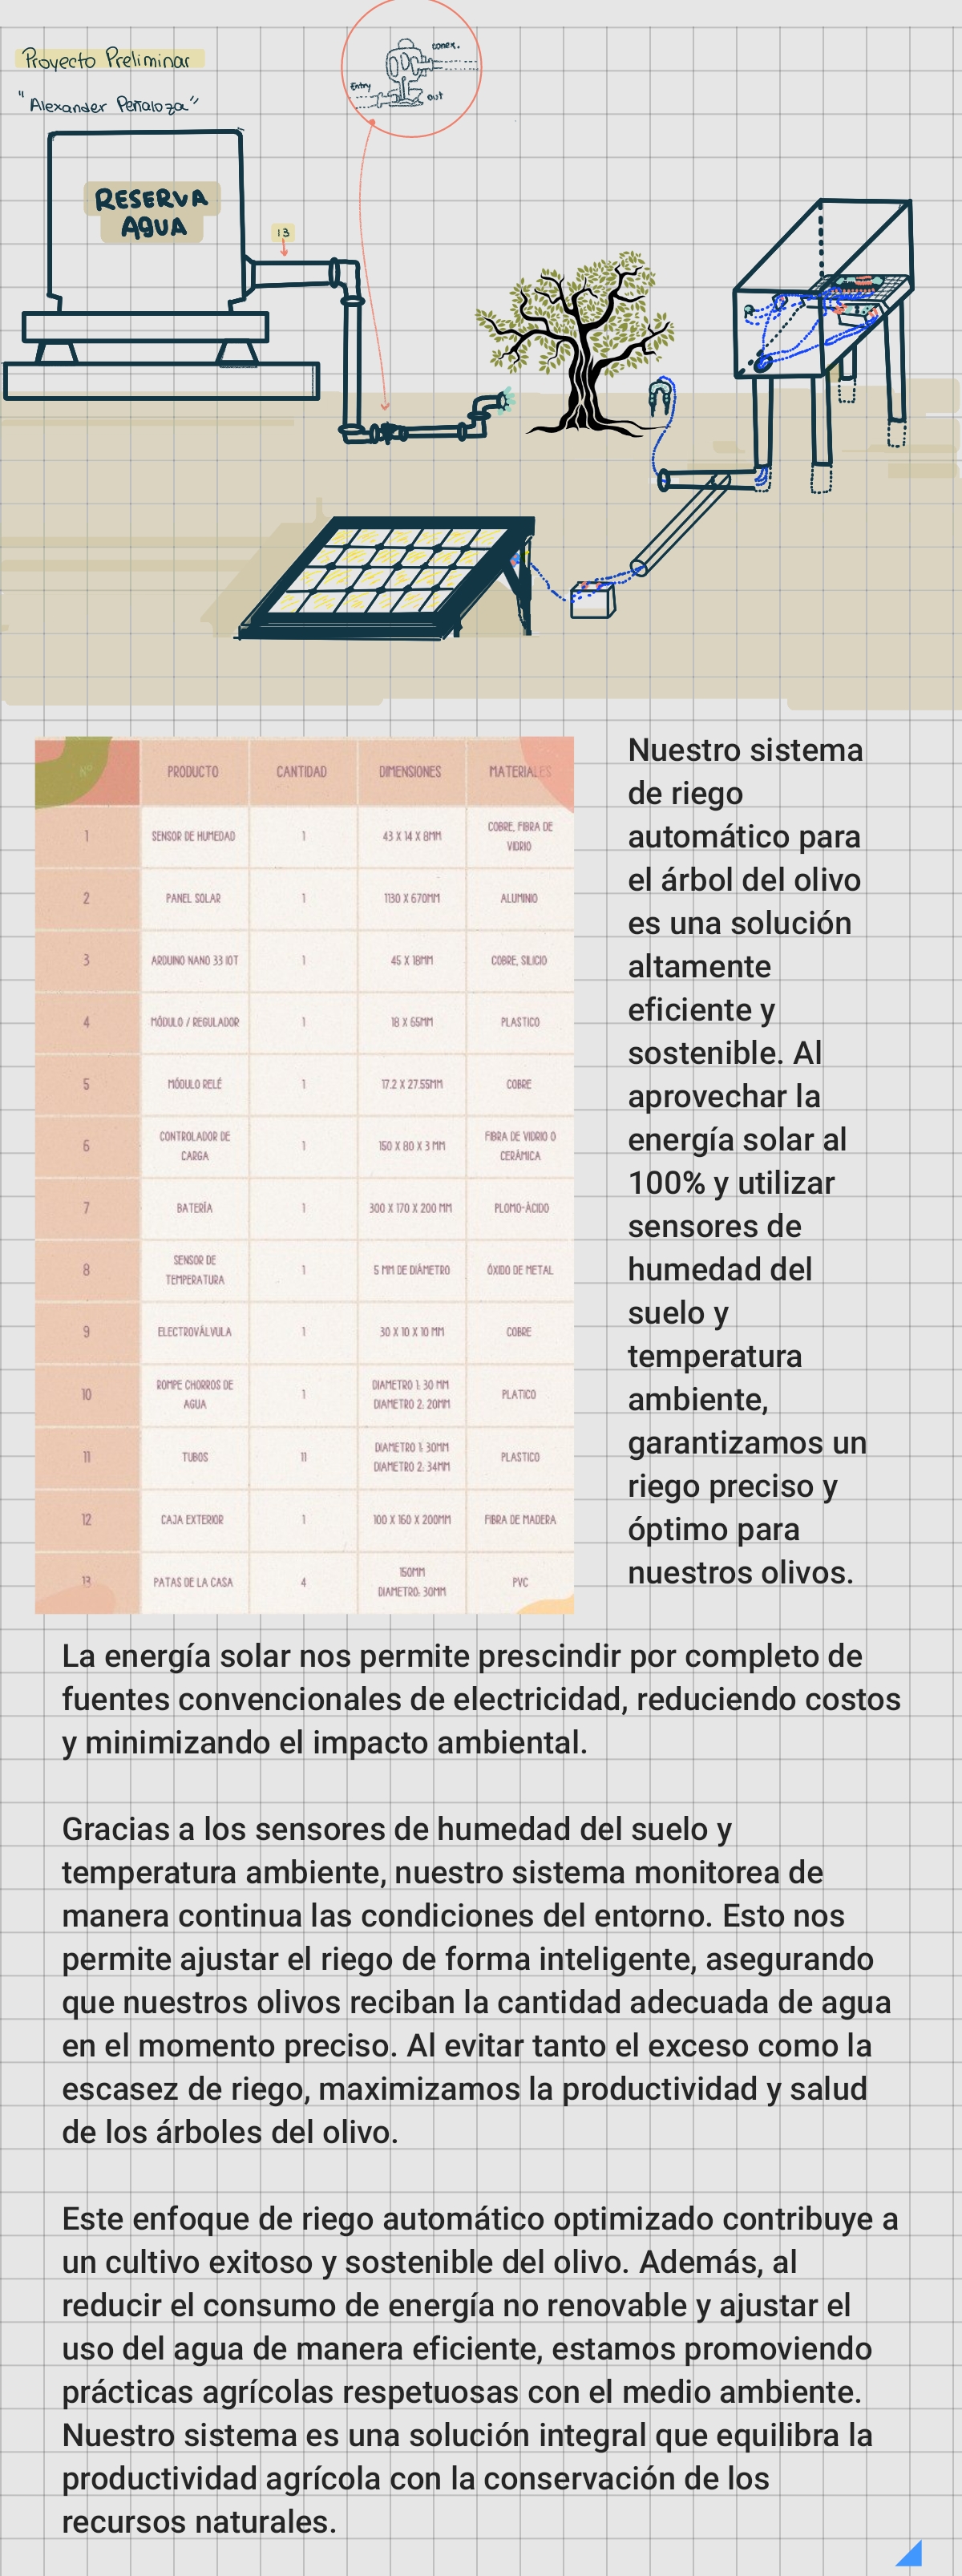 Proyecto Preliminar
"Alexander Peñaloza"
conex.
Entry
out
RESERVA
AGUA
13
Nº PRODUCTO CANTIDAD DIMENSIONES MATERIALES
1 SENSOR DE HUMEDAD 1 43 X 14 X 8MM COBRE, FIBRA DE VIDRIO
2 PANEL SOLAR 1 1130 X 670MM ALUMINIO
3 ARDUINO NANO 33 IOT 1 45 X 18MM COBRE, SILICIO
4 MÓDULO / REGULADOR 1 18 X 65MM PLASTICO
5 MÓDULO RELÉ 1 17.2 X 27.55MM COBRE
6 CONTROLADOR DE CARGA 1 150 X 80 X 3 MM FIBRA DE VIDRIO O CERÁMICA
7 BATERÍA 1 300 X 170 X 200 MM PLOMO-ÀCIDO
8 SENSOR DE TEMPERATURA 1 5 MM DE DIÁMETRO ÓXIDO DE METAL
9 ELECTROVÁLVULA 1 30 X 10 X 10 MM COBRE
10 ROMPE CHORROS DE AGUA 1 DIAMETRO 1: 30 MM DIAMETRO 2: 20MM PLATICO
11 TUBOS 11 DIAMETRO 1: 30MM DIAMETRO 2: 34MM PLASTICO
12 CAJA EXTERIOR 1 100 X 160 X 200MM FIBRA DE MADERA
13 PATAS DE LA CASA 4 150MM DIAMETRO: 30MM PVC
Nuestro sistema
de riego
automático para
el árbol del olivo
es una solución
altamente
eficiente y
sostenible. Al
aprovechar la
energía solar al
100% y utilizar
sensores de
humedad del
suelo y
temperatura
ambiente,
garantizamos un
riego preciso y
óptimo para
nuestros olivos.
La energía solar nos permite prescindir por completo de
fuentes convencionales de electricidad, reduciendo costos
y minimizando el impacto ambiental.
Gracias a los sensores de humedad del suelo y
temperatura ambiente, nuestro sistema monitorea de
manera continua las condiciones del entorno. Esto nos
permite ajustar el riego de forma inteligente, asegurando
que nuestros olivos reciban la cantidad adecuada de agua
en el momento preciso. Al evitar tanto el exceso como la
escasez de riego, maximizamos la productividad y salud
de los árboles del olivo.
Este enfoque de riego automático optimizado contribuye a
un cultivo exitoso y sostenible del olivo. Además, al
reducir el consumo de energía no renovable y ajustar el
uso del agua de manera eficiente, estamos promoviendo
prácticas agrícolas respetuosas con el medio ambiente.
Nuestro sistema es una solución integral que equilibra la
productividad agrícola con la conservación de los
recursos naturales.